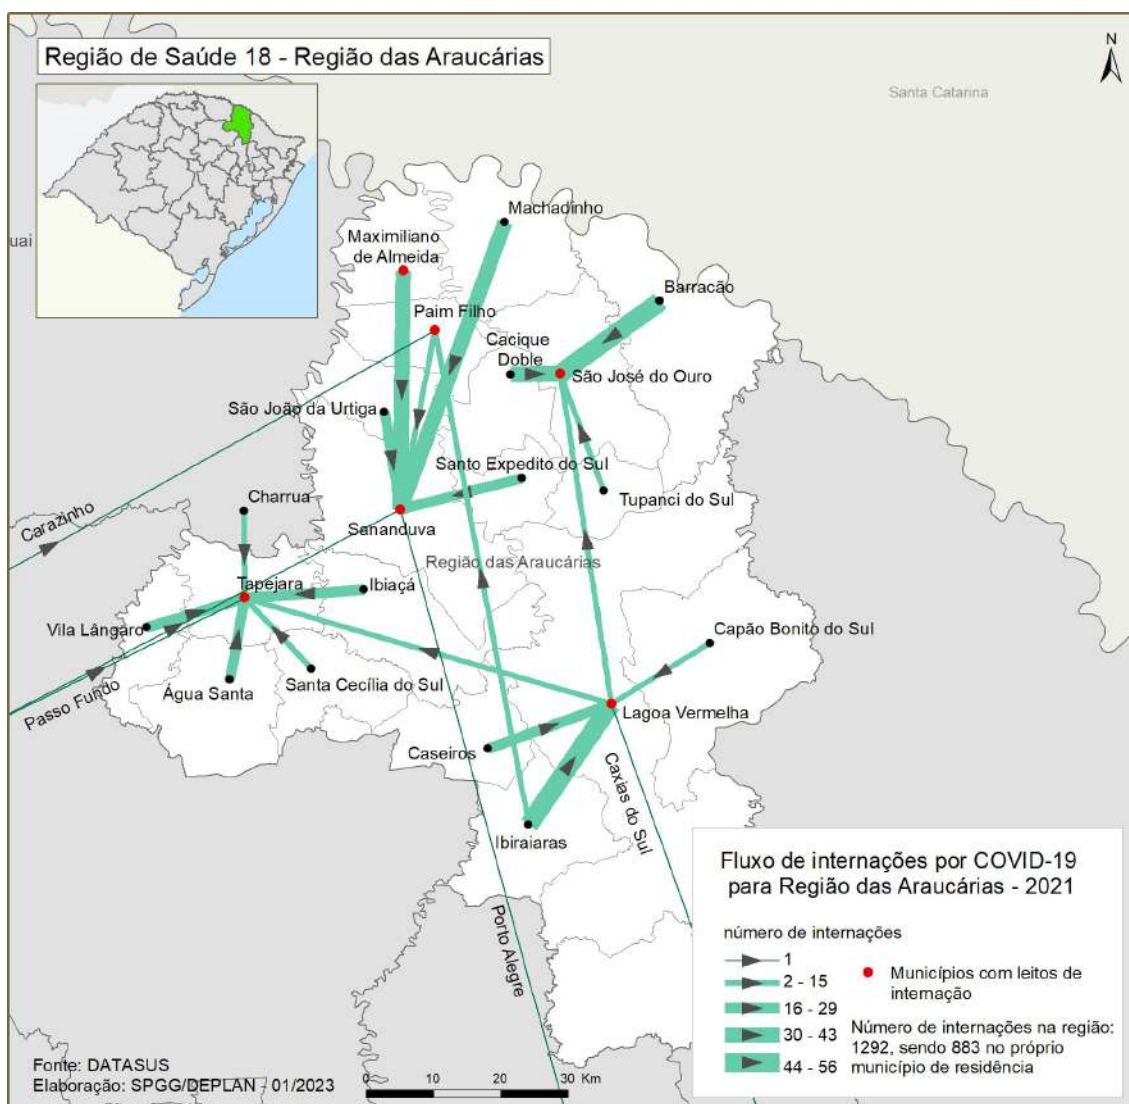 Região de Saúde 18 - Região das Araucárias
N
Santa Catarina
uai
Machadinho
Maximiliano
de Almeida
Barracão
Paim Filho
Cacique
Doble
São José do Ouro
São João da Urtiga
Santo Expedito do Sul
Tupanci do Sul
Charrua
Carazinho
Sananduva
Região das Araucárias
Tapejara
Ibiaçá
Vila Lângaro
Capão Bonito do Sul
Água Santa
Santa Cecília do Sul
Passo Fundo
Lagoa Vermelha
Caseiros
Caxias do Sul
Ibiraiaras
Porto Alegre
Fluxo de internações por COVID-19
para Região das Araucárias - 2021
número de internações
1
2 - 15
16 - 29
30 - 43
44 - 56
Municípios com leitos de
internação
Número de internações na região:
1292, sendo 883 no próprio
município de residência
Fonte: DATASUS
Elaboração: SPGG/DEPLAN - 01/2023
0 10 20 30 Km